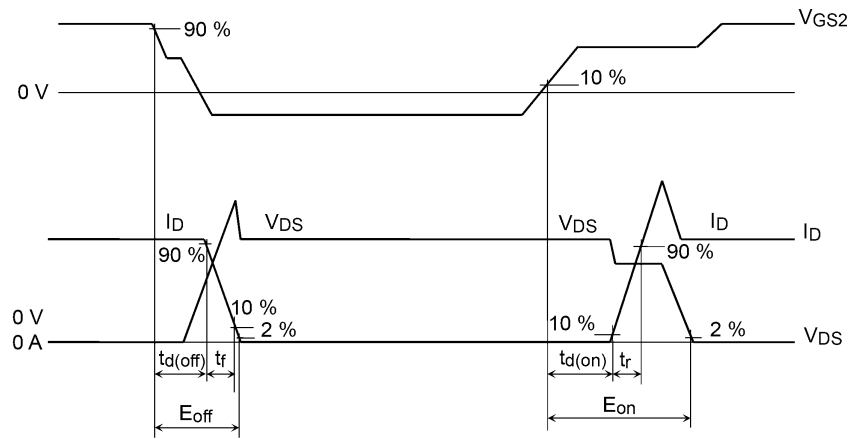 90 %
V_GS2
0 V
10 %
I_D
V_DS
V_DS
I_D
I_D
90 %
90 %
0 V
0 A
10 %
2 %
10 %
2 %
V_DS
t_d(off)
t_f
t_d(on)
t_r
E_off
E_on